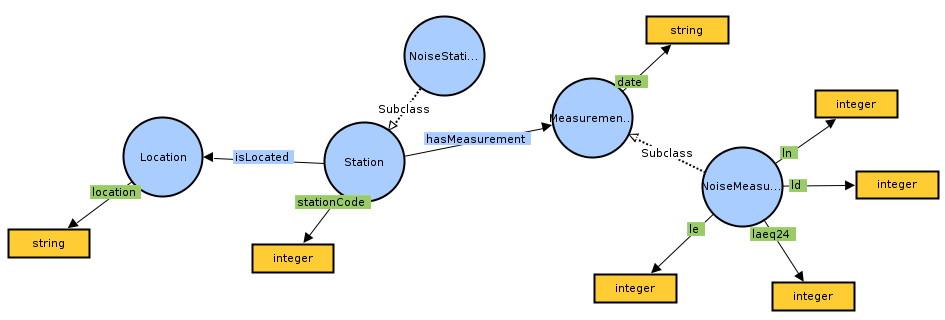 string
NoiseStati...
date
integer
Subclass
Measuremen...
hasMeasurement
ln
Location
isLocated
Station
Subclass
location
ld
integer
NoiseMeasu...
stationCode
le
laeq24
string
integer
integer
integer